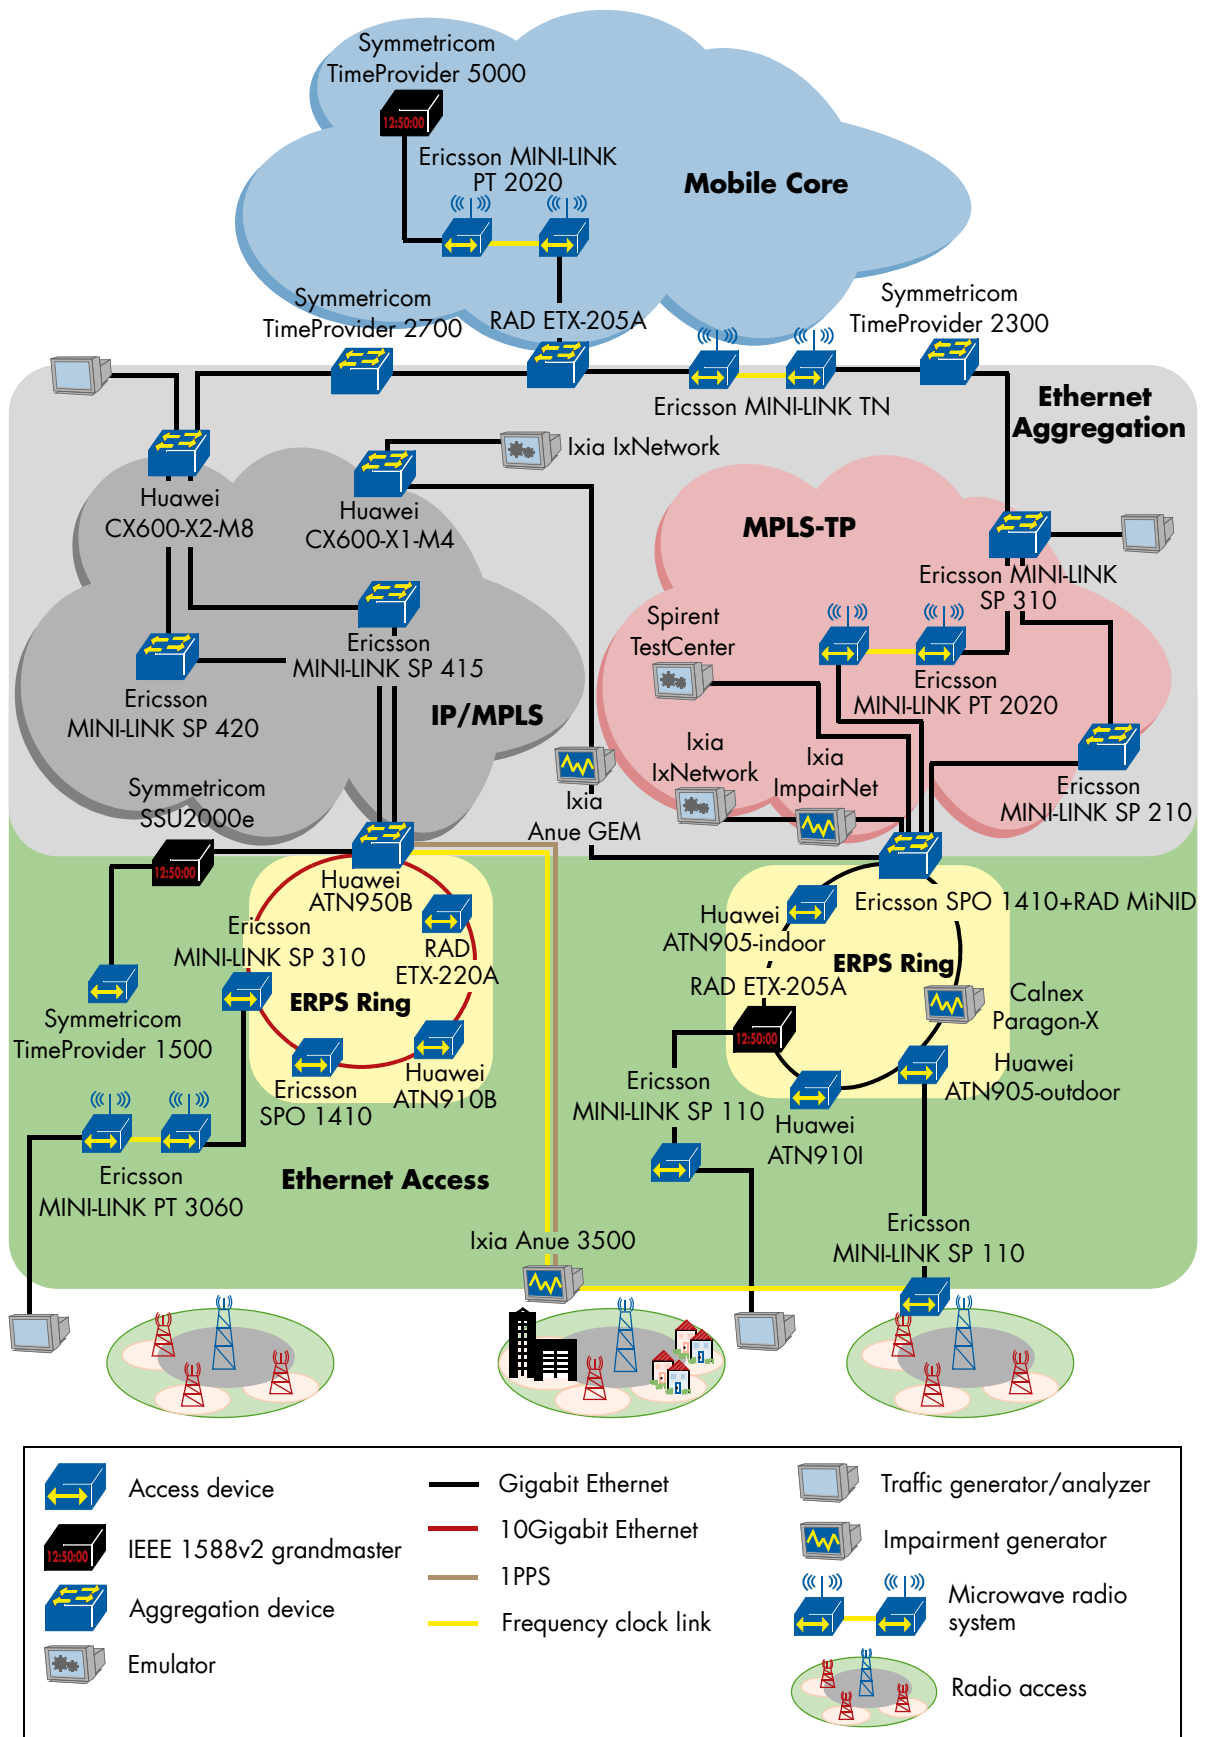 Symmetricom
TimeProvider 5000
12:50:00
Ericsson MINI-LINK
PT 2020
Mobile Core
Symmetricom
TimeProvider 2700
RAD ETX-205A
Symmetricom
TimeProvider 2300
Ericsson MINI-LINK TN
Ethernet
Aggregation
Ixia IxNetwork
Huawei
CX600-X2-M8
Huawei
CX600-X1-M4
MPLS-TP
Ericsson MINI-LINK
SP 310
Spirent
TestCenter
Ericsson
MINI-LINK SP 415
Ericsson
MINI-LINK PT 2020
Ericsson
MINI-LINK SP 420
IP/MPLS
Ixia
IxNetwork
Ixia
ImpairNet
Symmetricom
SSU2000e
12:50:00
Ixia
Anue GEM
Ericsson
MINI-LINK SP 210
Huawei
ATN950B
Ericsson SPO 1410+RAD MiNID
Ericsson
MINI-LINK SP 310
RAD
ETX-220A
ERPS Ring
Huawei
ATN905-indoor
ERPS Ring
RAD ETX-205A
12:50:00
Calnex
Paragon-X
Symmetricom
TimeProvider 1500
Ericsson
SPO 1410
Huawei
ATN910B
Ericsson
MINI-LINK SP 110
Huawei
ATN905-outdoor
Huawei
ATN910I
Ericsson
MINI-LINK PT 3060
Ethernet Access
Ixia Anue 3500
Ericsson
MINI-LINK SP 110
Access device
12:50:00
IEEE 1588v2 grandmaster
Aggregation device
Emulator
Gigabit Ethernet
10Gigabit Ethernet
1PPS
Frequency clock link
Traffic generator/analyzer
Impairment generator
Microwave radio
system
Radio access